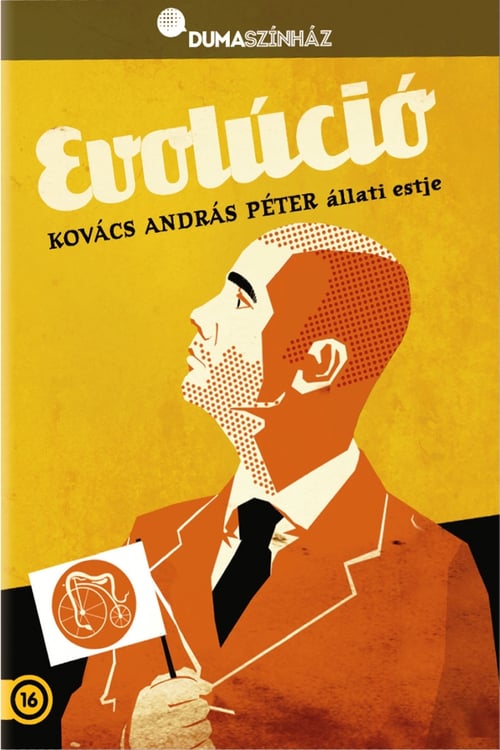 DUMASZÍNHÁZ
Evolúció
KOVÁCS ANDRÁS PÉTER állati estje
16